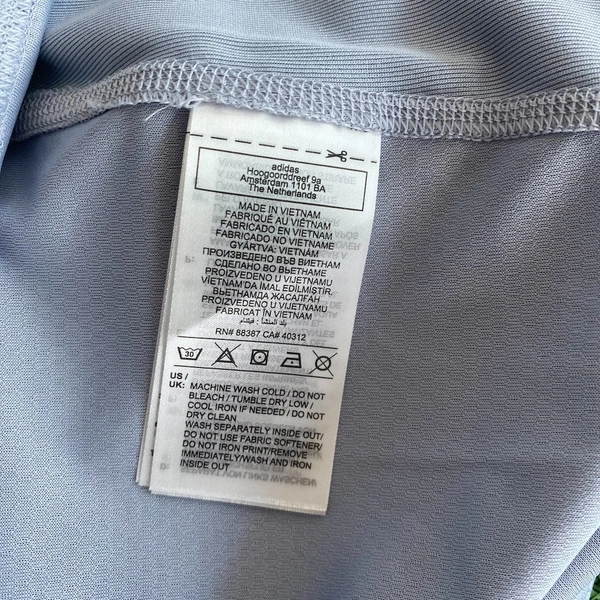 adidas
Hoogoorddreef 9a
Amsterdam 1101 BA
The Netherlands
MADE IN VIETNAM
FABRIQUÉ AU VIÊTNAM
FABRICADO EN VIETNAM
FABRICADO NO VIETNAME
GYÁRTVA: VIETNÁM
ПРОИЗВЕДЕНО ВЪВ ВИЕТНАМ
СДЕЛАНО ВО ВЬЕТНАМЕ
PROIZVEDENO U VIJETNAMU
VIETNAM'DA İMAL EDİLMİŞTİR.
ВЬЕТНАМДА ЖАСАЛҒАН
PROIZVEDENO U VIJETNAMU
FABRICAT ÎN VIETNAM
بلد المنشأ : فيتنام
RN# 88387 CA# 40312
30
US /
UK: MACHINE WASH COLD / DO NOT
BLEACH / TUMBLE DRY LOW /
COOL IRON IF NEEDED / DO NOT
DRY CLEAN
WASH SEPARATELY INSIDE OUT/
DO NOT USE FABRIC SOFTENER/
DO NOT IRON PRINT/REMOVE
IMMEDIATELY/WASH AND IRON
INSIDE OUT